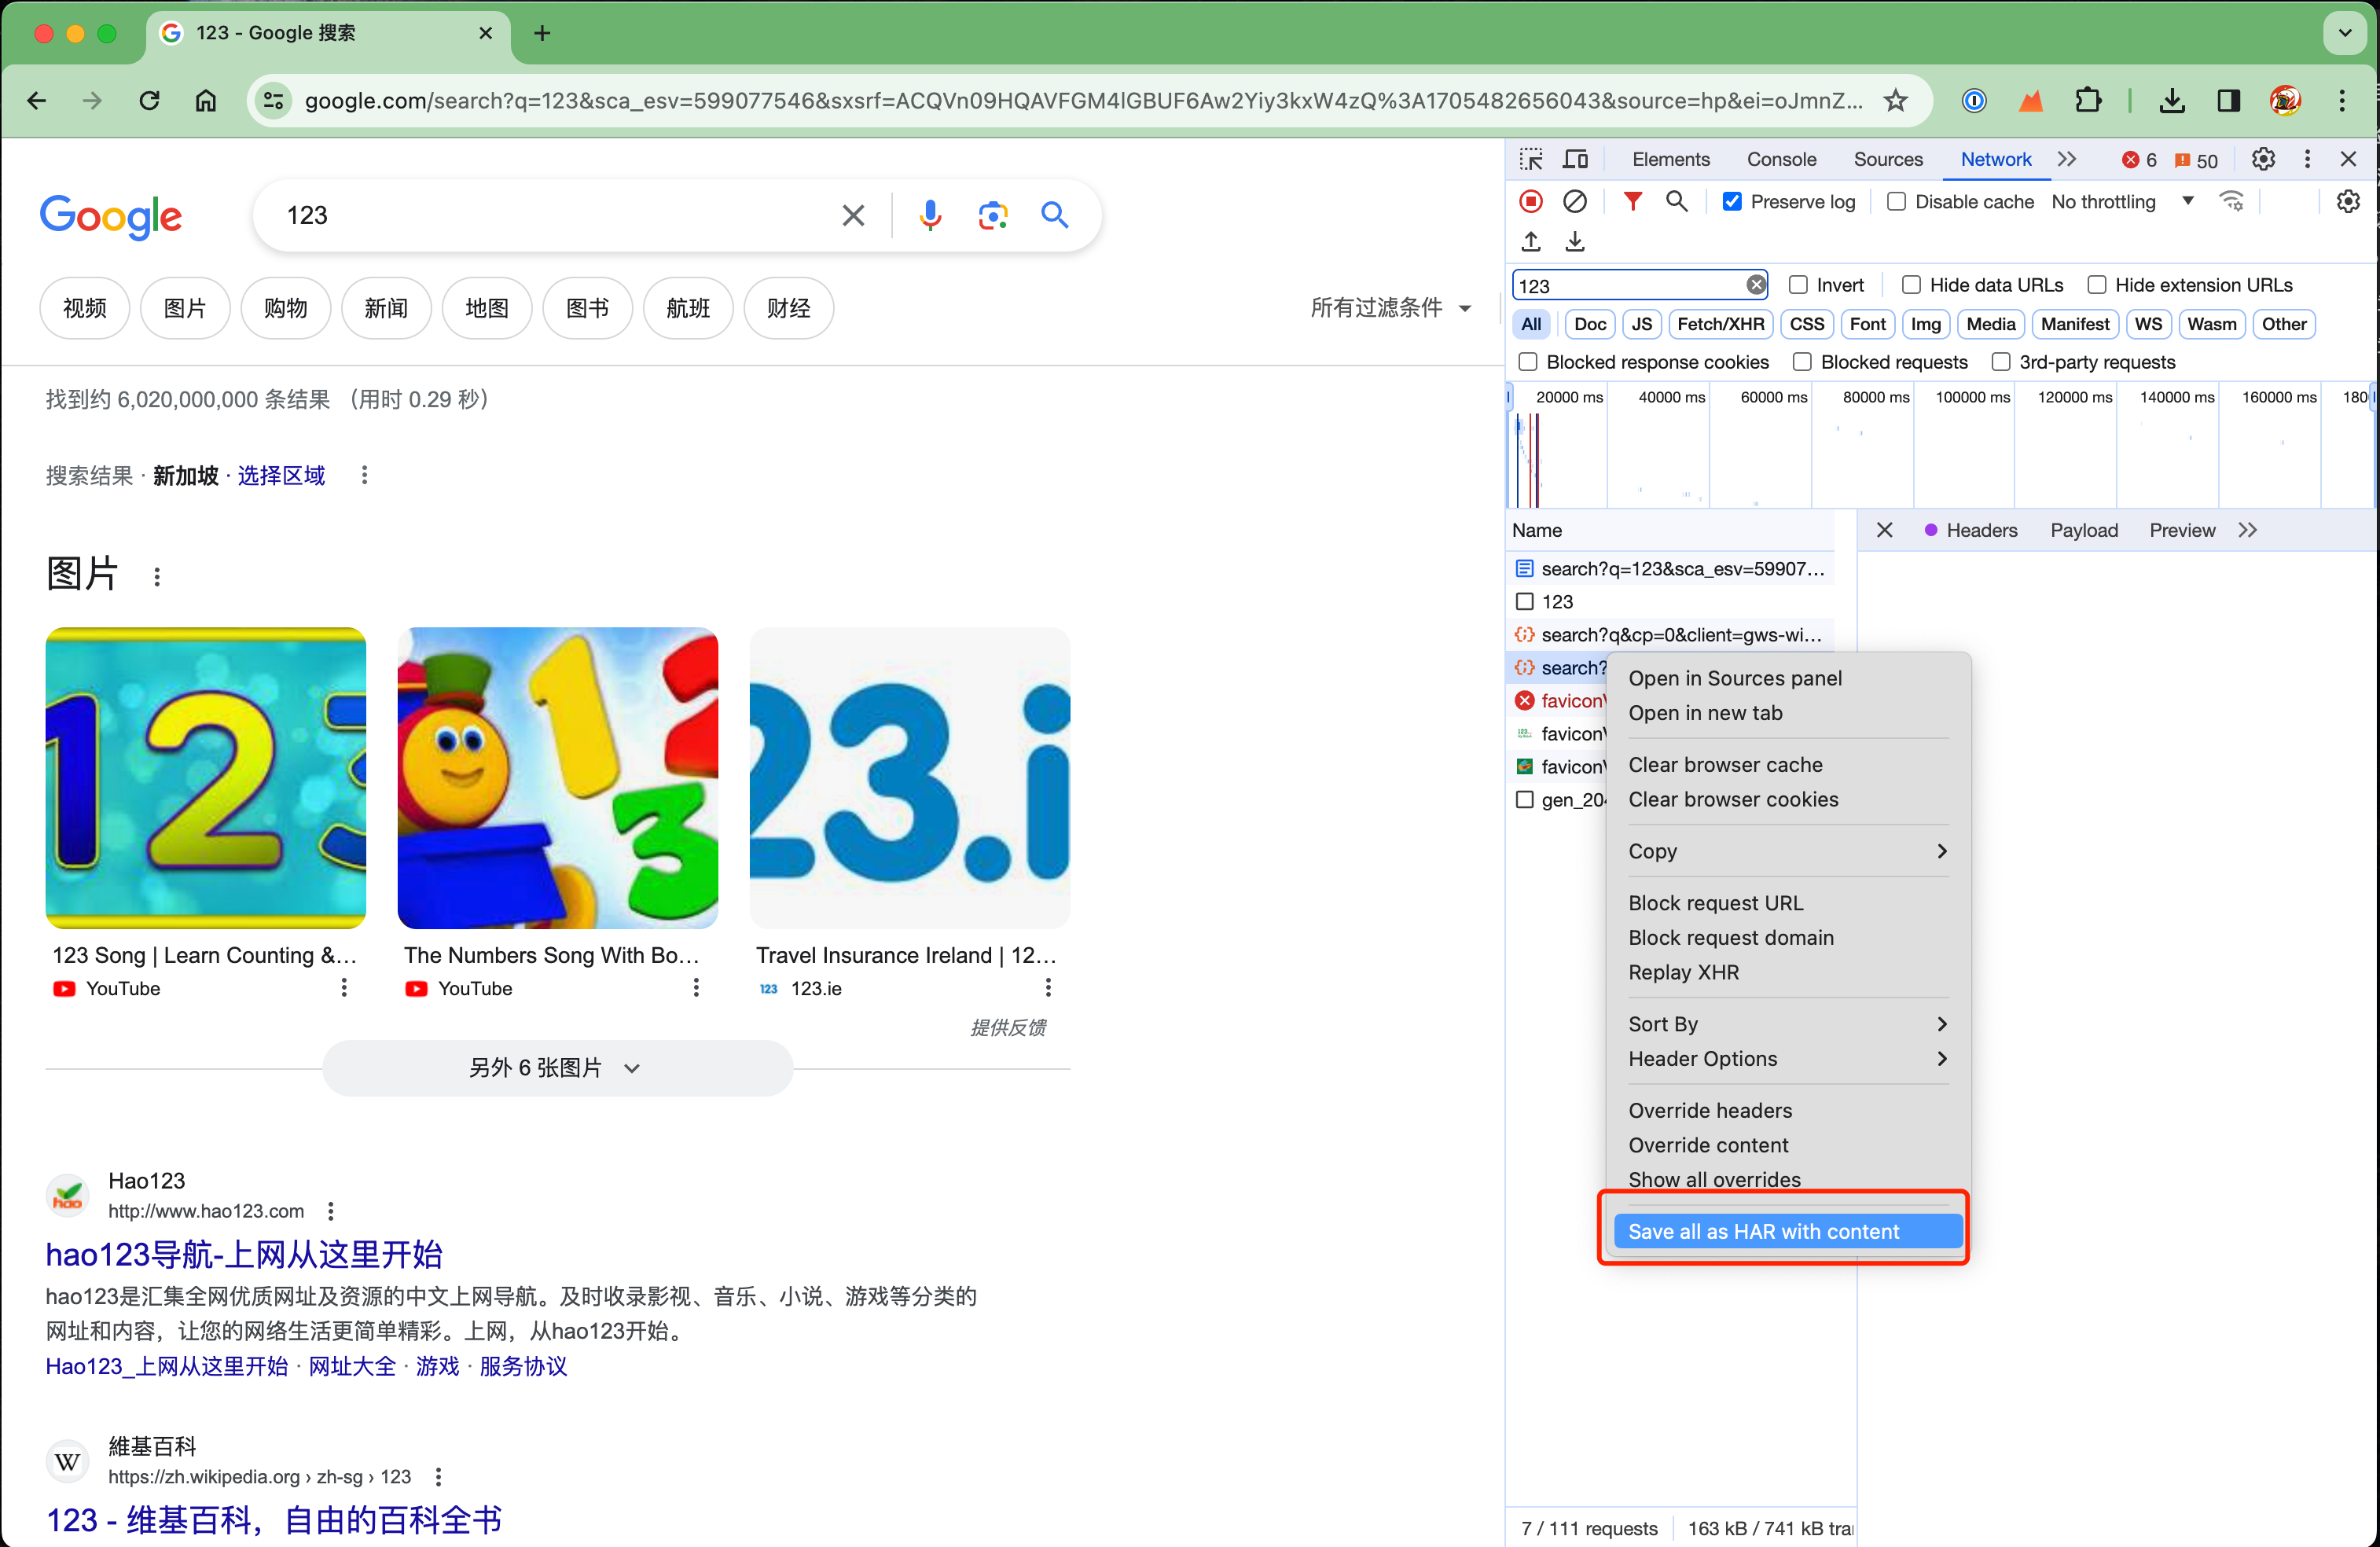 123 - Google 搜索
google.com/search?q=123&sca_esv=599077546&sxsrf=ACQVn09HQAVFGM4lGBUF6Aw2Yiy3kxW4zQ%3A1705482656043&source=hp&ei=oJmnZ...
Google
123
视频 图片 购物 新闻 地图 图书 航班 财经
所有过滤条件
找到约 6,020,000,000 条结果 （用时 0.29 秒）
搜索结果 · 新加坡 · 选择区域
图片
123
123
23.i
123 Song | Learn Counting &...
YouTube
The Numbers Song With Bo...
YouTube
Travel Insurance Ireland | 12...
123 123.ie
提供反馈
另外 6 张图片
hao
Hao123
http://www.hao123.com
hao123导航-上网从这里开始
hao123是汇集全网优质网址及资源的中文上网导航。及时收录影视、音乐、小说、游戏等分类的
网址和内容，让您的网络生活更简单精彩。上网，从hao123开始。
Hao123_上网从这里开始 · 网址大全 · 游戏 · 服务协议
W
維基百科
https://zh.wikipedia.org › zh-sg › 123
123 - 维基百科，自由的百科全书
Elements Console Sources Network 6 50
Preserve log Disable cache No throttling
123 Invert Hide data URLs Hide extension URLs
All Doc JS Fetch/XHR CSS Font Img Media Manifest WS Wasm Other
Blocked response cookies Blocked requests 3rd-party requests
20000 ms 40000 ms 60000 ms 80000 ms 100000 ms 120000 ms 140000 ms 160000 ms 180
Name
Headers Payload Preview
search?q=123&sca_esv=59907...
123
search?q&cp=0&client=gws-wi...
search?
favicon
favicon
favicon
gen_204
Open in Sources panel
Open in new tab
Clear browser cache
Clear browser cookies
Copy
Block request URL
Block request domain
Replay XHR
Sort By
Header Options
Override headers
Override content
Show all overrides
Save all as HAR with content
7 / 111 requests 163 kB / 741 kB tra